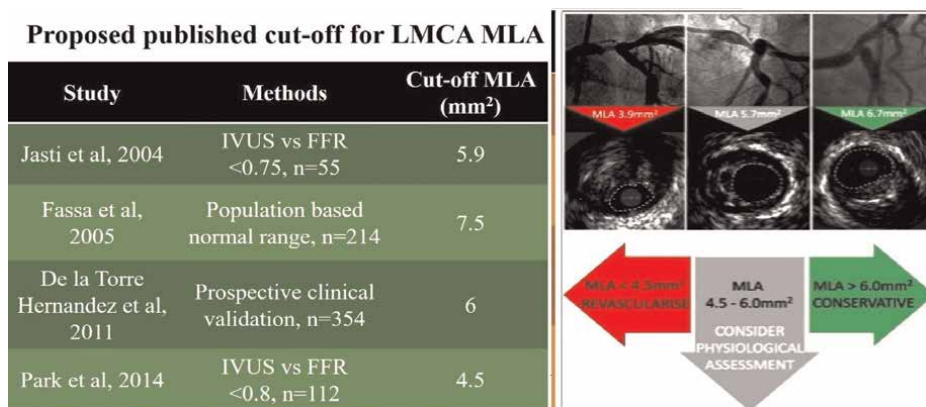 Proposed published cut-off for LMCA MLA
Study
Methods
Cut-off MLA
(mm²)
Jasti et al, 2004
IVUS vs FFR
<0.75, n=55
5.9
Fassa et al,
2005
Population based
normal range, n=214
7.5
De la Torre
Hernandez et al,
2011
Prospective clinical
validation, n=354
6
Park et al, 2014
IVUS vs FFR
<0.8, n=112
4.5
MLA 3.9mm²
MLA 5.7mm²
MLA 6.7mm²
MLA < 4.5mm²
REVASCULARISE
MLA
4.5 - 6.0mm²
CONSIDER
PHYSIOLOGICAL
ASSESSMENT
MLA > 6.0mm²
CONSERVATIVE